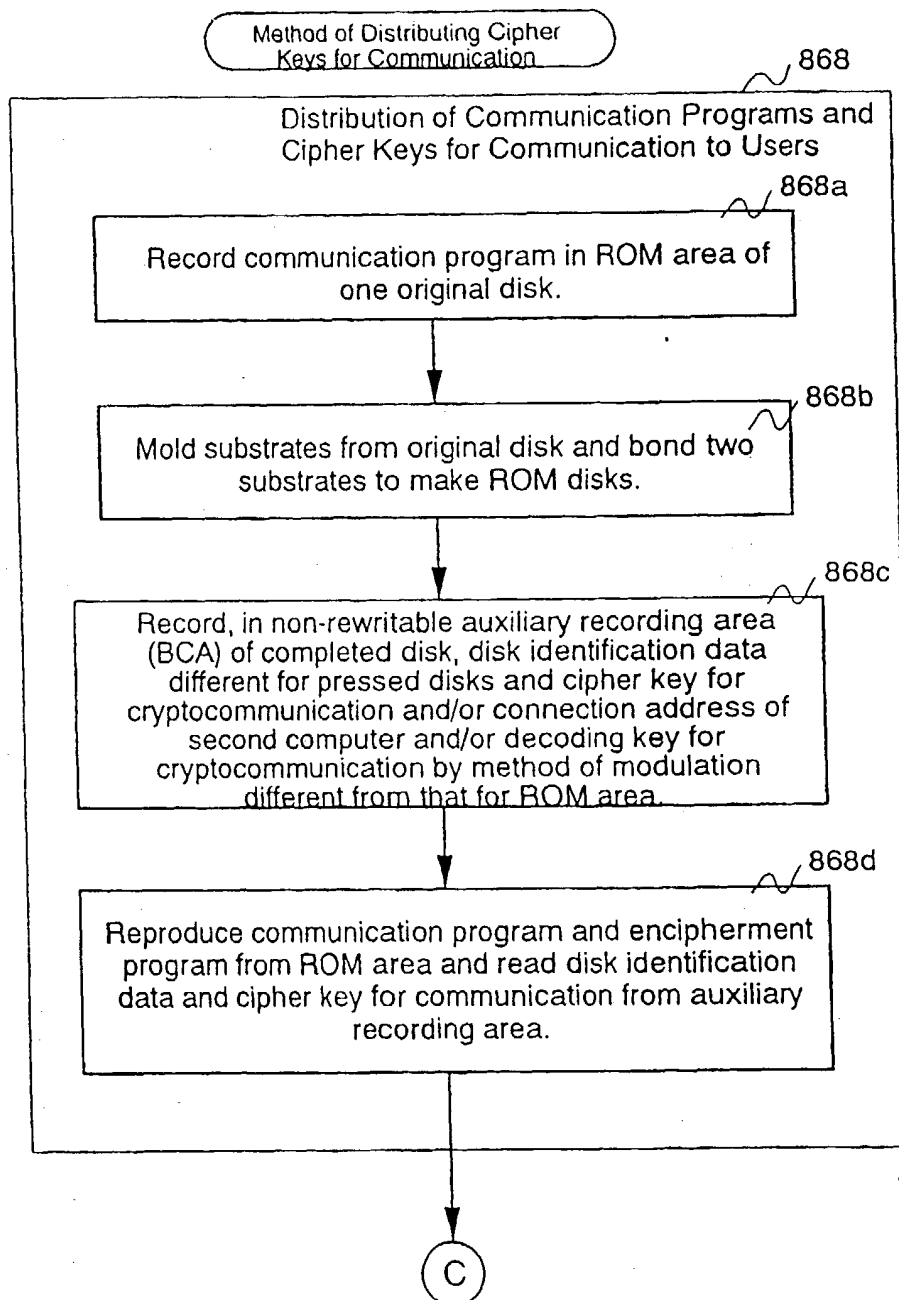 Method of Distributing Cipher
Keys for Communication
868
Distribution of Communication Programs and
Cipher Keys for Communication to Users
868a
Record communication program in ROM area of
one original disk.
868b
Mold substrates from original disk and bond two
substrates to make ROM disks.
868c
Record, in non-rewritable auxiliary recording area
(BCA) of completed disk, disk identification data
different for pressed disks and cipher key for
cryptocommunication and/or connection address of
second computer and/or decoding key for
cryptocommunication by method of modulation
different from that for ROM area.
868d
Reproduce communication program and encipherment
program from ROM area and read disk identification
data and cipher key for communication from auxiliary
recording area.
C